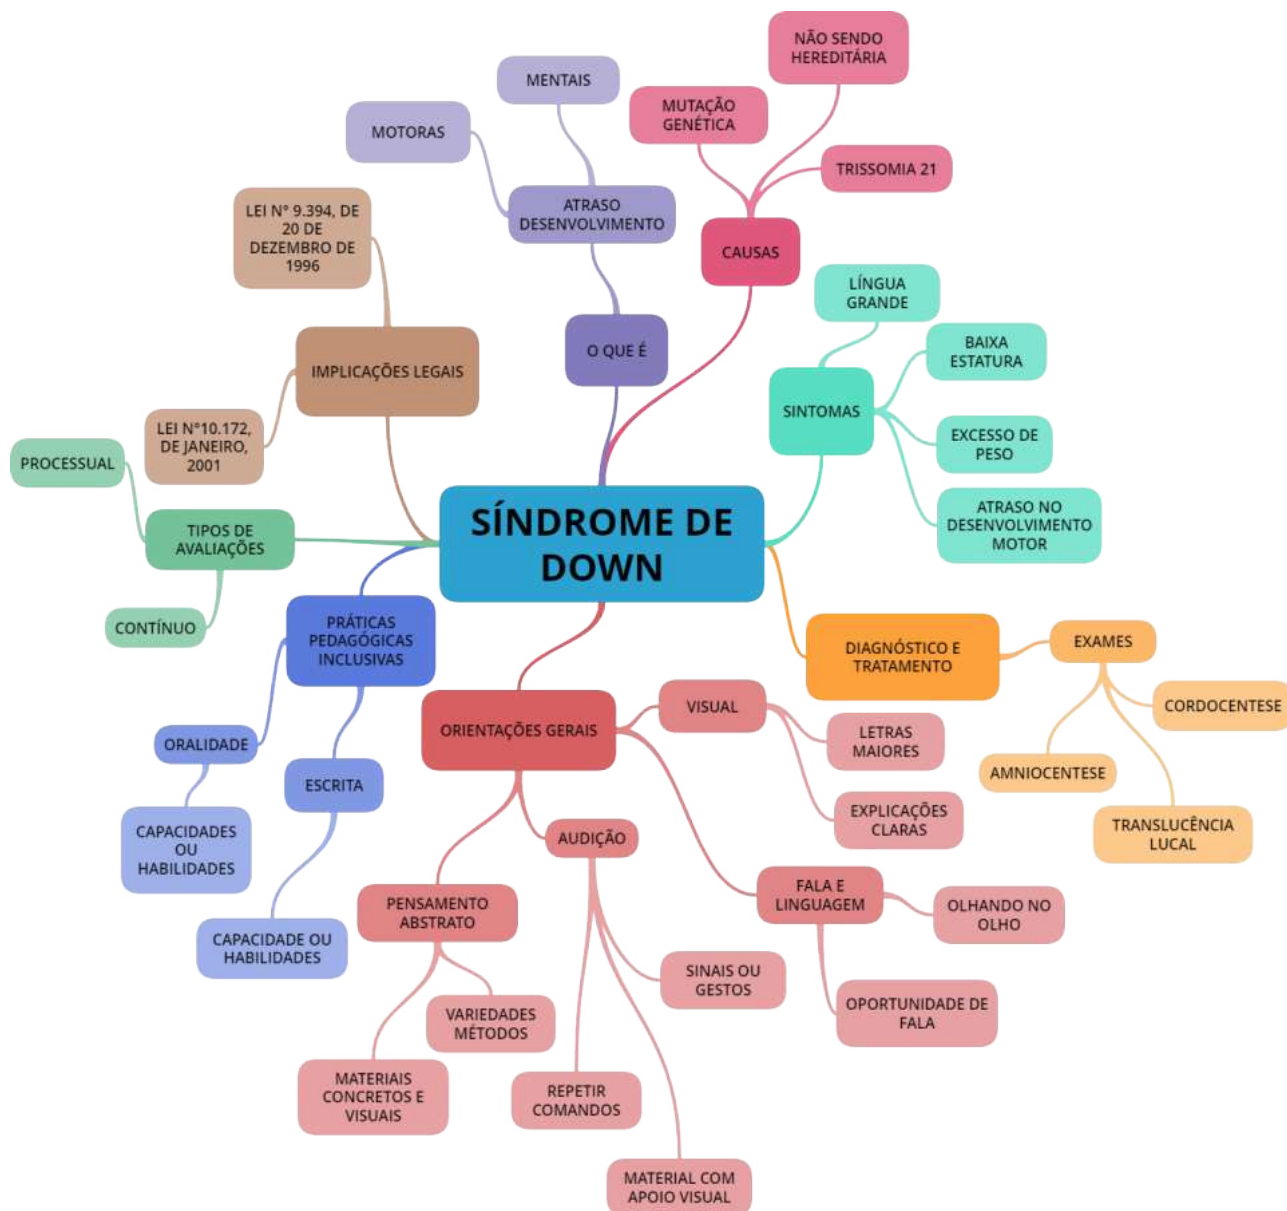 SÍNDROME DE
DOWN
O QUE É
ATRASO
DESENVOLVIMENTO
MENTAIS
MOTORAS
CAUSAS
MUTAÇÃO
GENÉTICA
NÃO SENDO
HEREDITÁRIA
TRISSOMIA 21
SINTOMAS
LÍNGUA
GRANDE
BAIXA
ESTATURA
EXCESSO DE
PESO
ATRASO NO
DESENVOLVIMENTO
MOTOR
DIAGNÓSTICO E
TRATAMENTO
EXAMES
CORDOCENTESE
AMNIOCENTESE
TRANSLUCÊNCIA
LUCAL
ORIENTAÇÕES GERAIS
VISUAL
LETRAS
MAIORES
EXPLICAÇÕES
CLARAS
FALA E
LINGUAGEM
OLHANDO NO
OLHO
OPORTUNIDADE DE
FALA
AUDIÇÃO
SINAIS OU
GESTOS
REPETIR
COMANDOS
MATERIAL COM
APOIO VISUAL
PENSAMENTO
ABSTRATO
VARIEDADES
MÉTODOS
MATERIAIS
CONCRETOS E
VISUAIS
PRÁTICAS
PEDAGÓGICAS
INCLUSIVAS
ORALIDADE
CAPACIDADES
OU
HABILIDADES
ESCRITA
CAPACIDADE OU
HABILIDADES
TIPOS DE
AVALIAÇÕES
PROCESSUAL
CONTÍNUO
IMPLICAÇÕES LEGAIS
LEI N° 9.394, DE
20 DE
DEZEMBRO DE
1996
LEI N°10.172,
DE JANEIRO,
2001